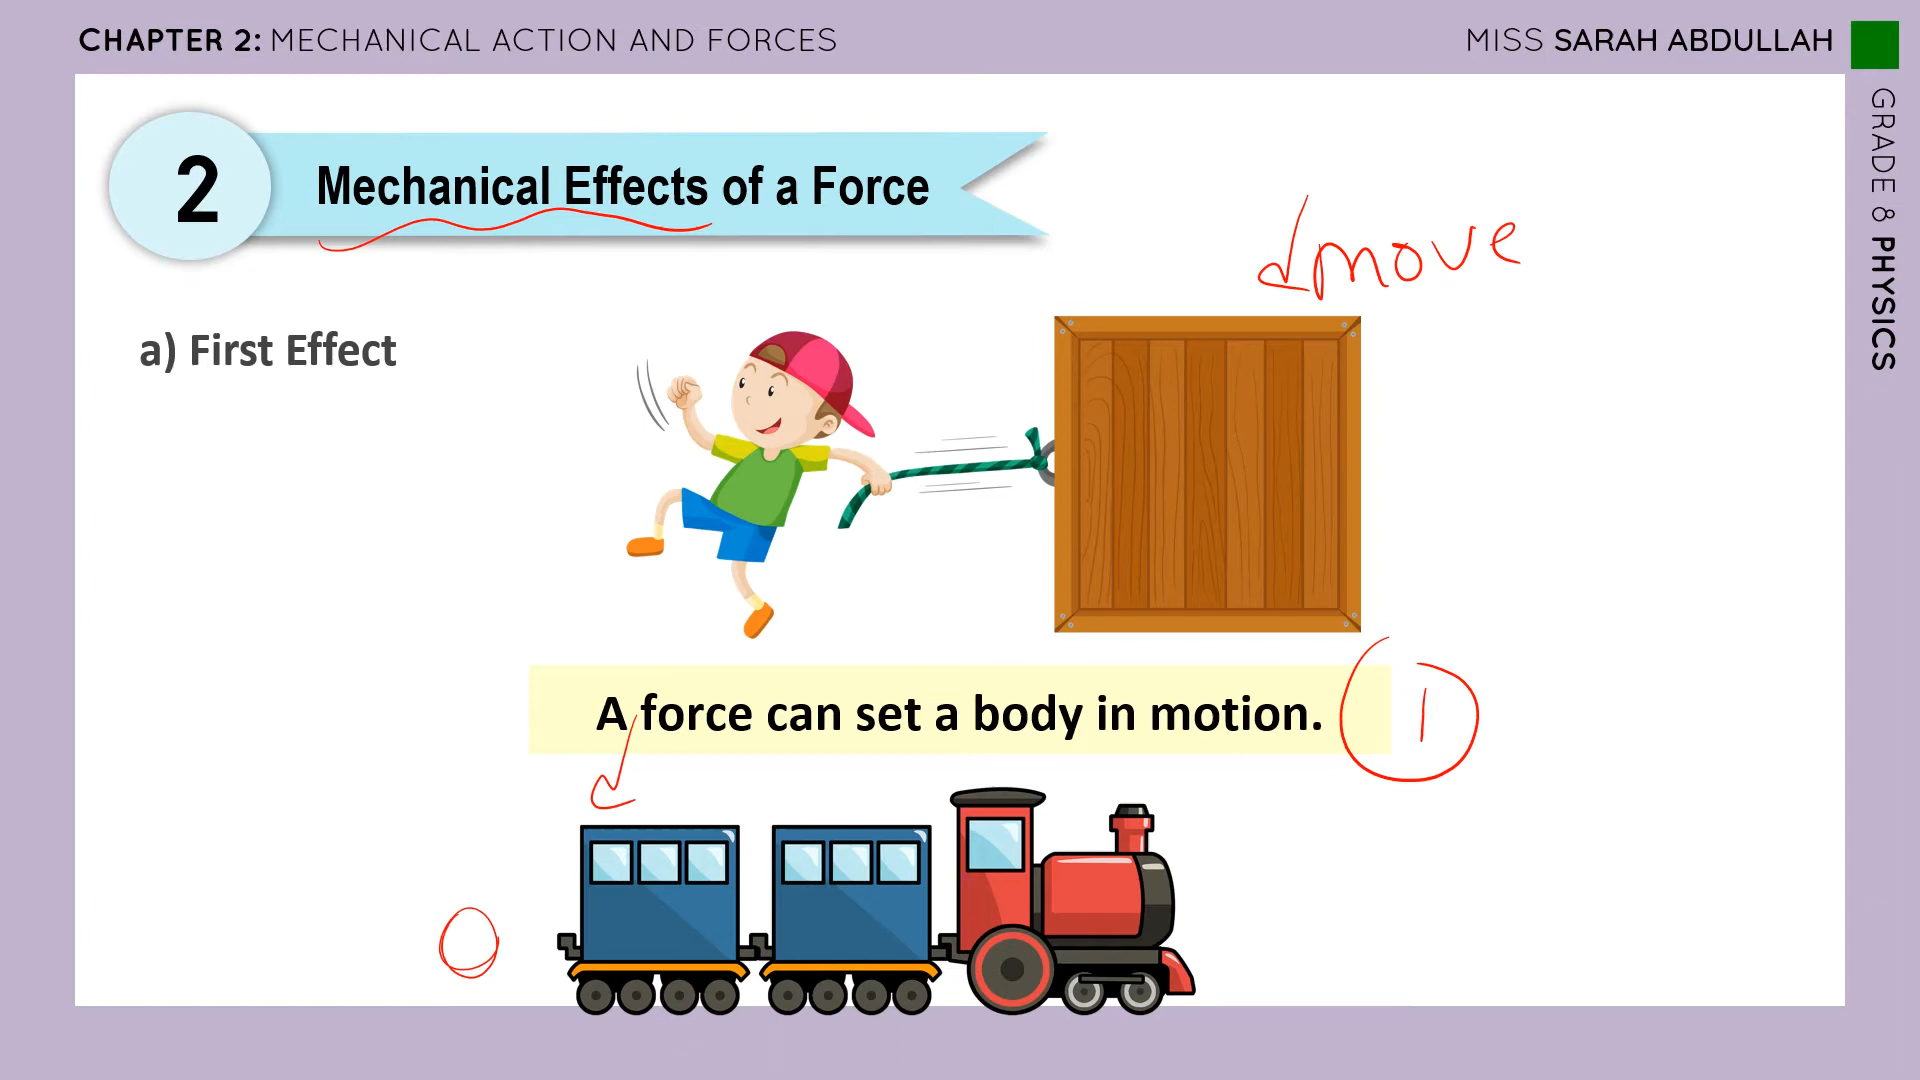 CHAPTER 2: MECHANICAL ACTION AND FORCES
MISS SARAH ABDULLAH
GRADE 8 PHYSICS
2
Mechanical Effects of a Force
move
a) First Effect
A force can set a body in motion.
1